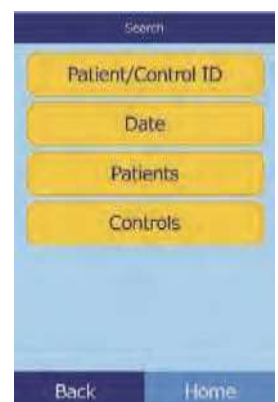 Search
Patient/Control ID
Date
Patients
Controls
Back
Home